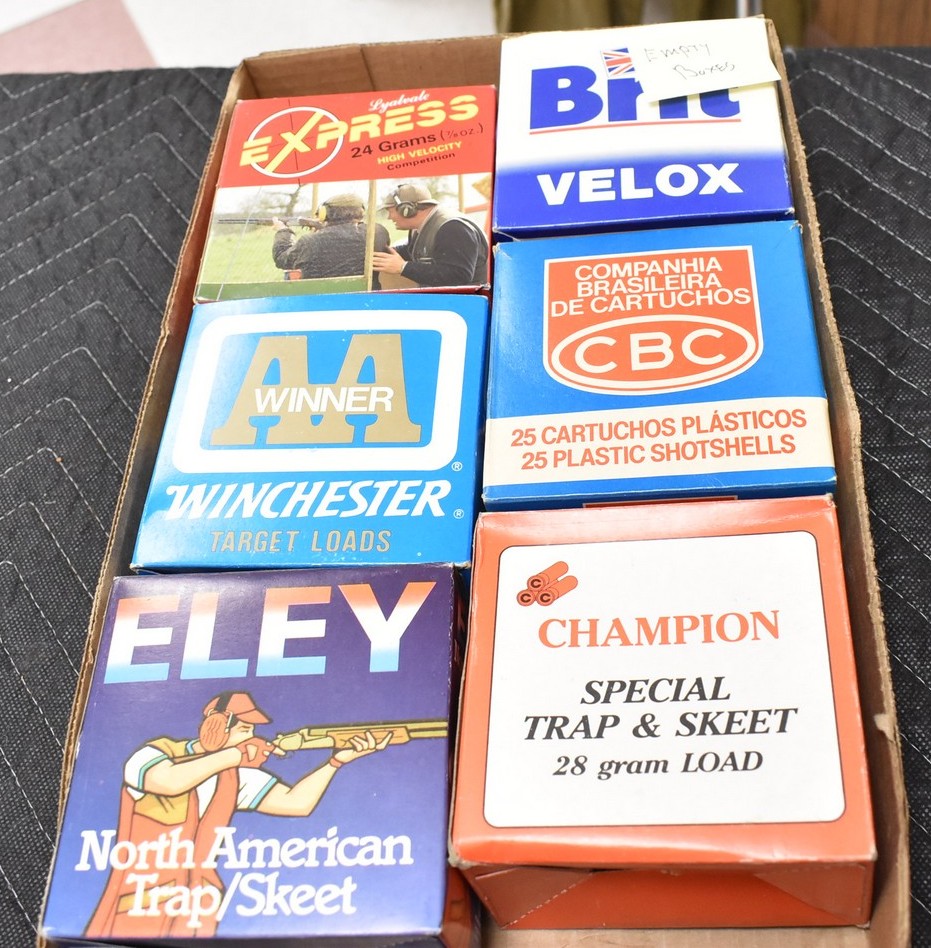 Lyalvale
EXPRESS
24 Grams (⅞oz.)
HIGH VELOCITY
Competition
Brit
Empty
Boxes
VELOX
AA
WINNER
®
WINCHESTER®
TARGET LOADS
COMPANHIA
BRASILEIRA
DE CARTUCHOS
CBC
25 CARTUCHOS PLÁSTICOS
25 PLASTIC SHOTSHELLS
ELEY
North American
Trap/Skeet
C
C C
CHAMPION
SPECIAL
TRAP & SKEET
28 gram LOAD